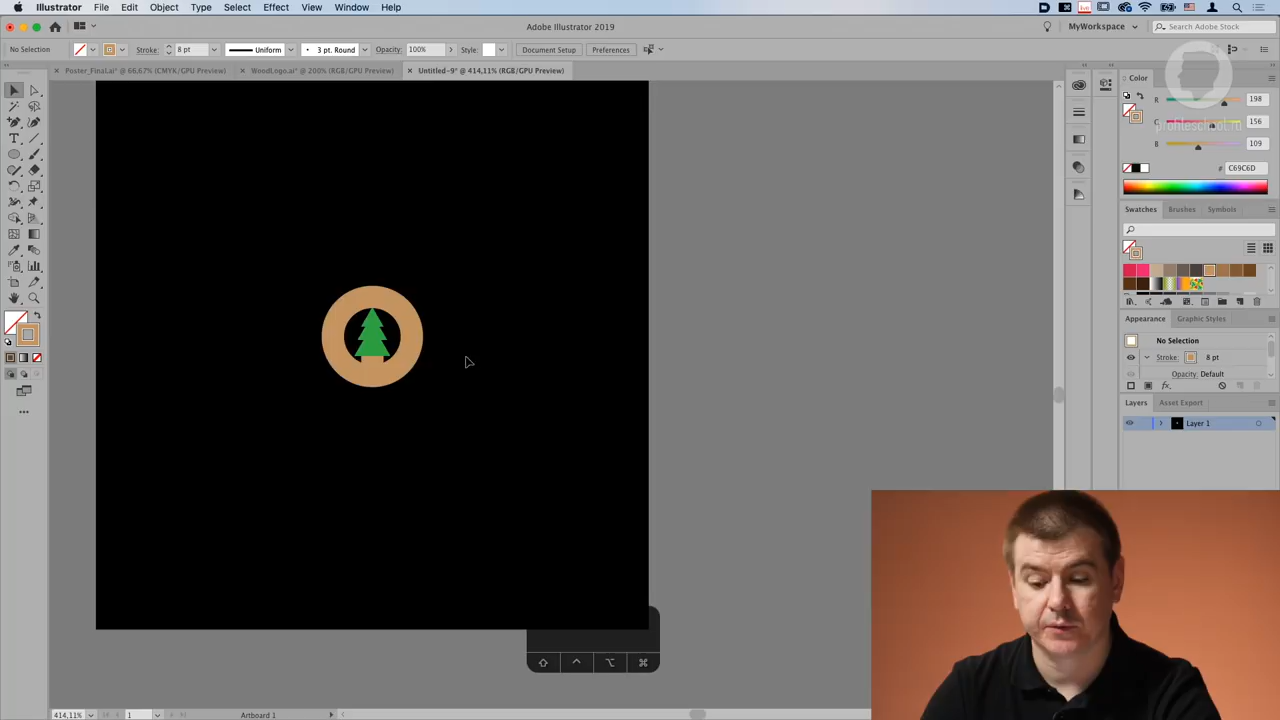 Illustrator File Edit Object Type Select Effect View Window Help
Adobe Illustrator 2019
MyWorkspace
Search Adobe Stock
No Selection
Stroke: 8 pt
Uniform
3 pt. Round
Opacity: 100%
Style:
Document Setup
Preferences
Poster_Final.ai* @ 66,67% (CMYK/GPU Preview)
WoodLogo.ai* @ 200% (RGB/GPU Preview)
Untitled-9* @ 414,11% (RGB/GPU Preview)
Color
R 198
156
B 109
profileschool.ru
# C69C6D
Swatches Brushes Symbols
Appearance Graphic Styles
No Selection
Stroke: 8 pt
Opacity: Default
fx
Layers Asset Export
Layer 1
414,11% 1 Artboard 1